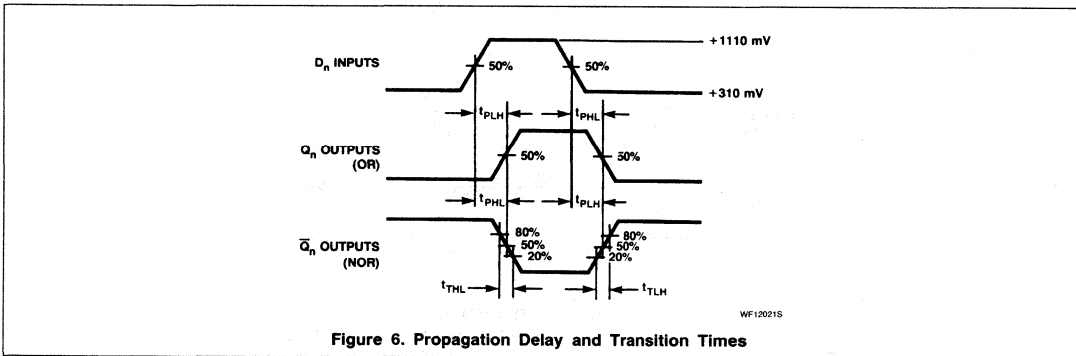 +1110 mV
Dn INPUTS
50%
50%
+310 mV
tPLH
tPHL
Qn OUTPUTS
(OR)
50%
50%
tPHL
tPLH
Q̅n OUTPUTS
(NOR)
80%
50%
20%
80%
50%
20%
tTHL
tTLH
WF12021S
Figure 6. Propagation Delay and Transition Times